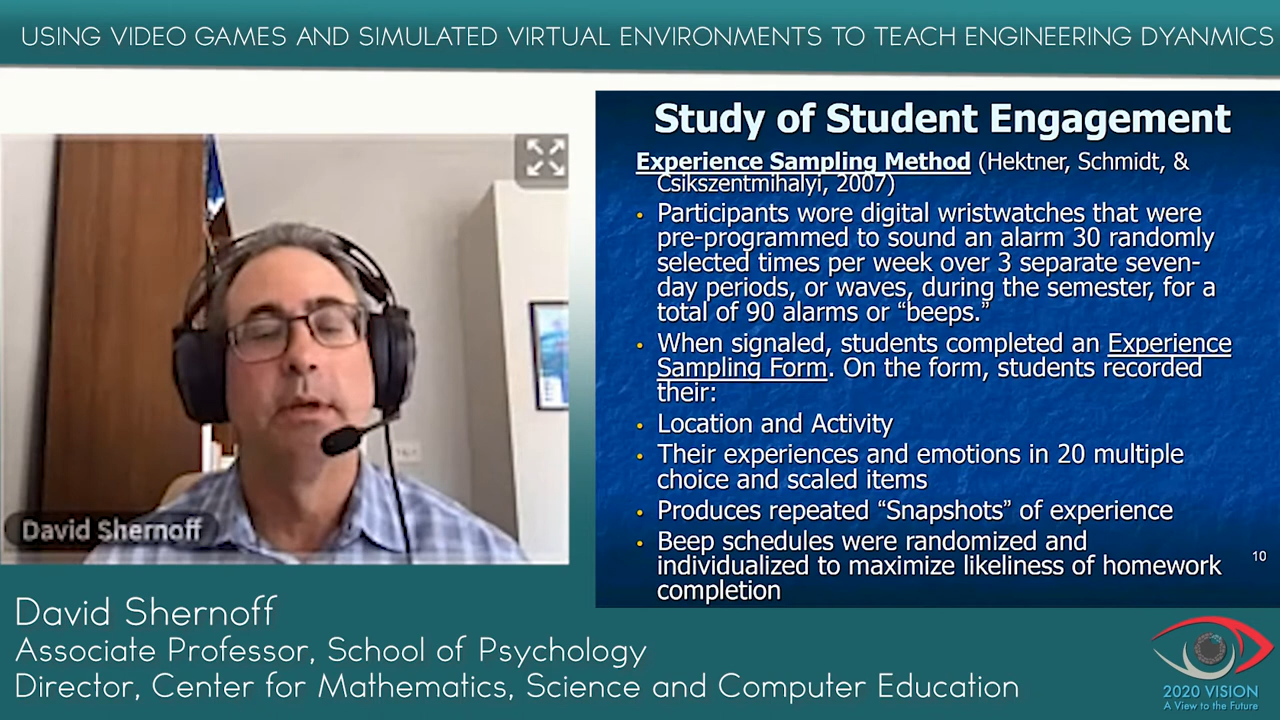 USING VIDEO GAMES AND SIMULATED VIRTUAL ENVIRONMENTS TO TEACH ENGINEERING DYANMICS
Study of Student Engagement
Experience Sampling Method (Hektner, Schmidt, &
Csikszentmihalyi, 2007)
• Participants wore digital wristwatches that were
pre-programmed to sound an alarm 30 randomly
selected times per week over 3 separate seven-
day periods, or waves, during the semester, for a
total of 90 alarms or “beeps.”
• When signaled, students completed an Experience
Sampling Form. On the form, students recorded
their:
• Location and Activity
• Their experiences and emotions in 20 multiple
choice and scaled items
• Produces repeated “Snapshots” of experience
• Beep schedules were randomized and
individualized to maximize likeliness of homework
completion
10
David Shernoff
David Shernoff
Associate Professor, School of Psychology
Director, Center for Mathematics, Science and Computer Education
2020 VISION
A View to the Future